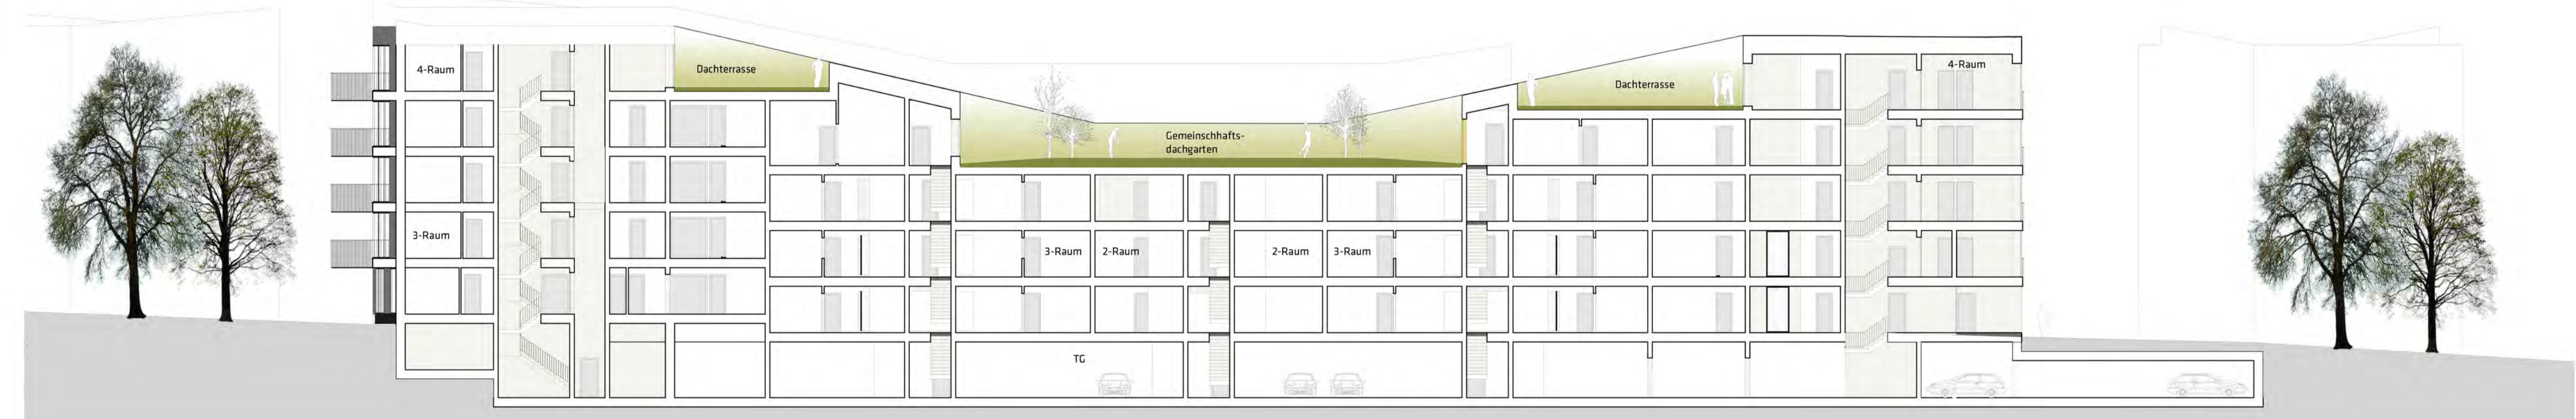 4-Raum
Dachterrasse
Dachterrasse
4-Raum
Gemeinschhafts-
dachgarten
3-Raum
3-Raum
2-Raum
2-Raum
3-Raum
TG